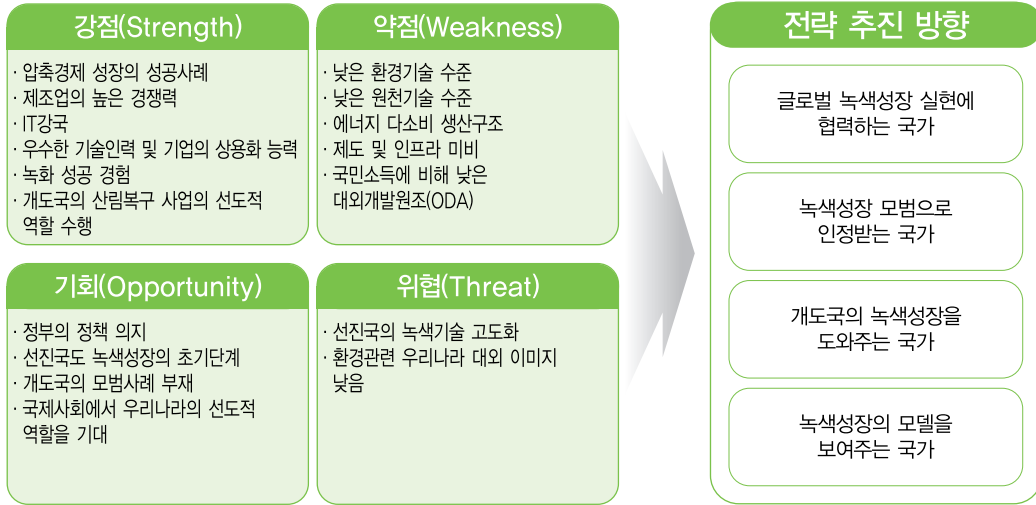 강점(Strength)
· 압축경제 성장의 성공사례
· 제조업의 높은 경쟁력
· IT강국
· 우수한 기술인력 및 기업의 상용화 능력
· 녹화 성공 경험
· 개도국의 산림복구 사업의 선도적
역할 수행
약점(Weakness)
· 낮은 환경기술 수준
· 낮은 원천기술 수준
· 에너지 다소비 생산구조
· 제도 및 인프라 미비
· 국민소득에 비해 낮은
대외개발원조(ODA)
기회(Opportunity)
· 정부의 정책 의지
· 선진국도 녹색성장의 초기단계
· 개도국의 모범사례 부재
· 국제사회에서 우리나라의 선도적
역할을 기대
위협(Threat)
· 선진국의 녹색기술 고도화
· 환경관련 우리나라 대외 이미지
낮음
전략 추진 방향
글로벌 녹색성장 실현에
협력하는 국가
녹색성장 모범으로
인정받는 국가
개도국의 녹색성장을
도와주는 국가
녹색성장의 모델을
보여주는 국가